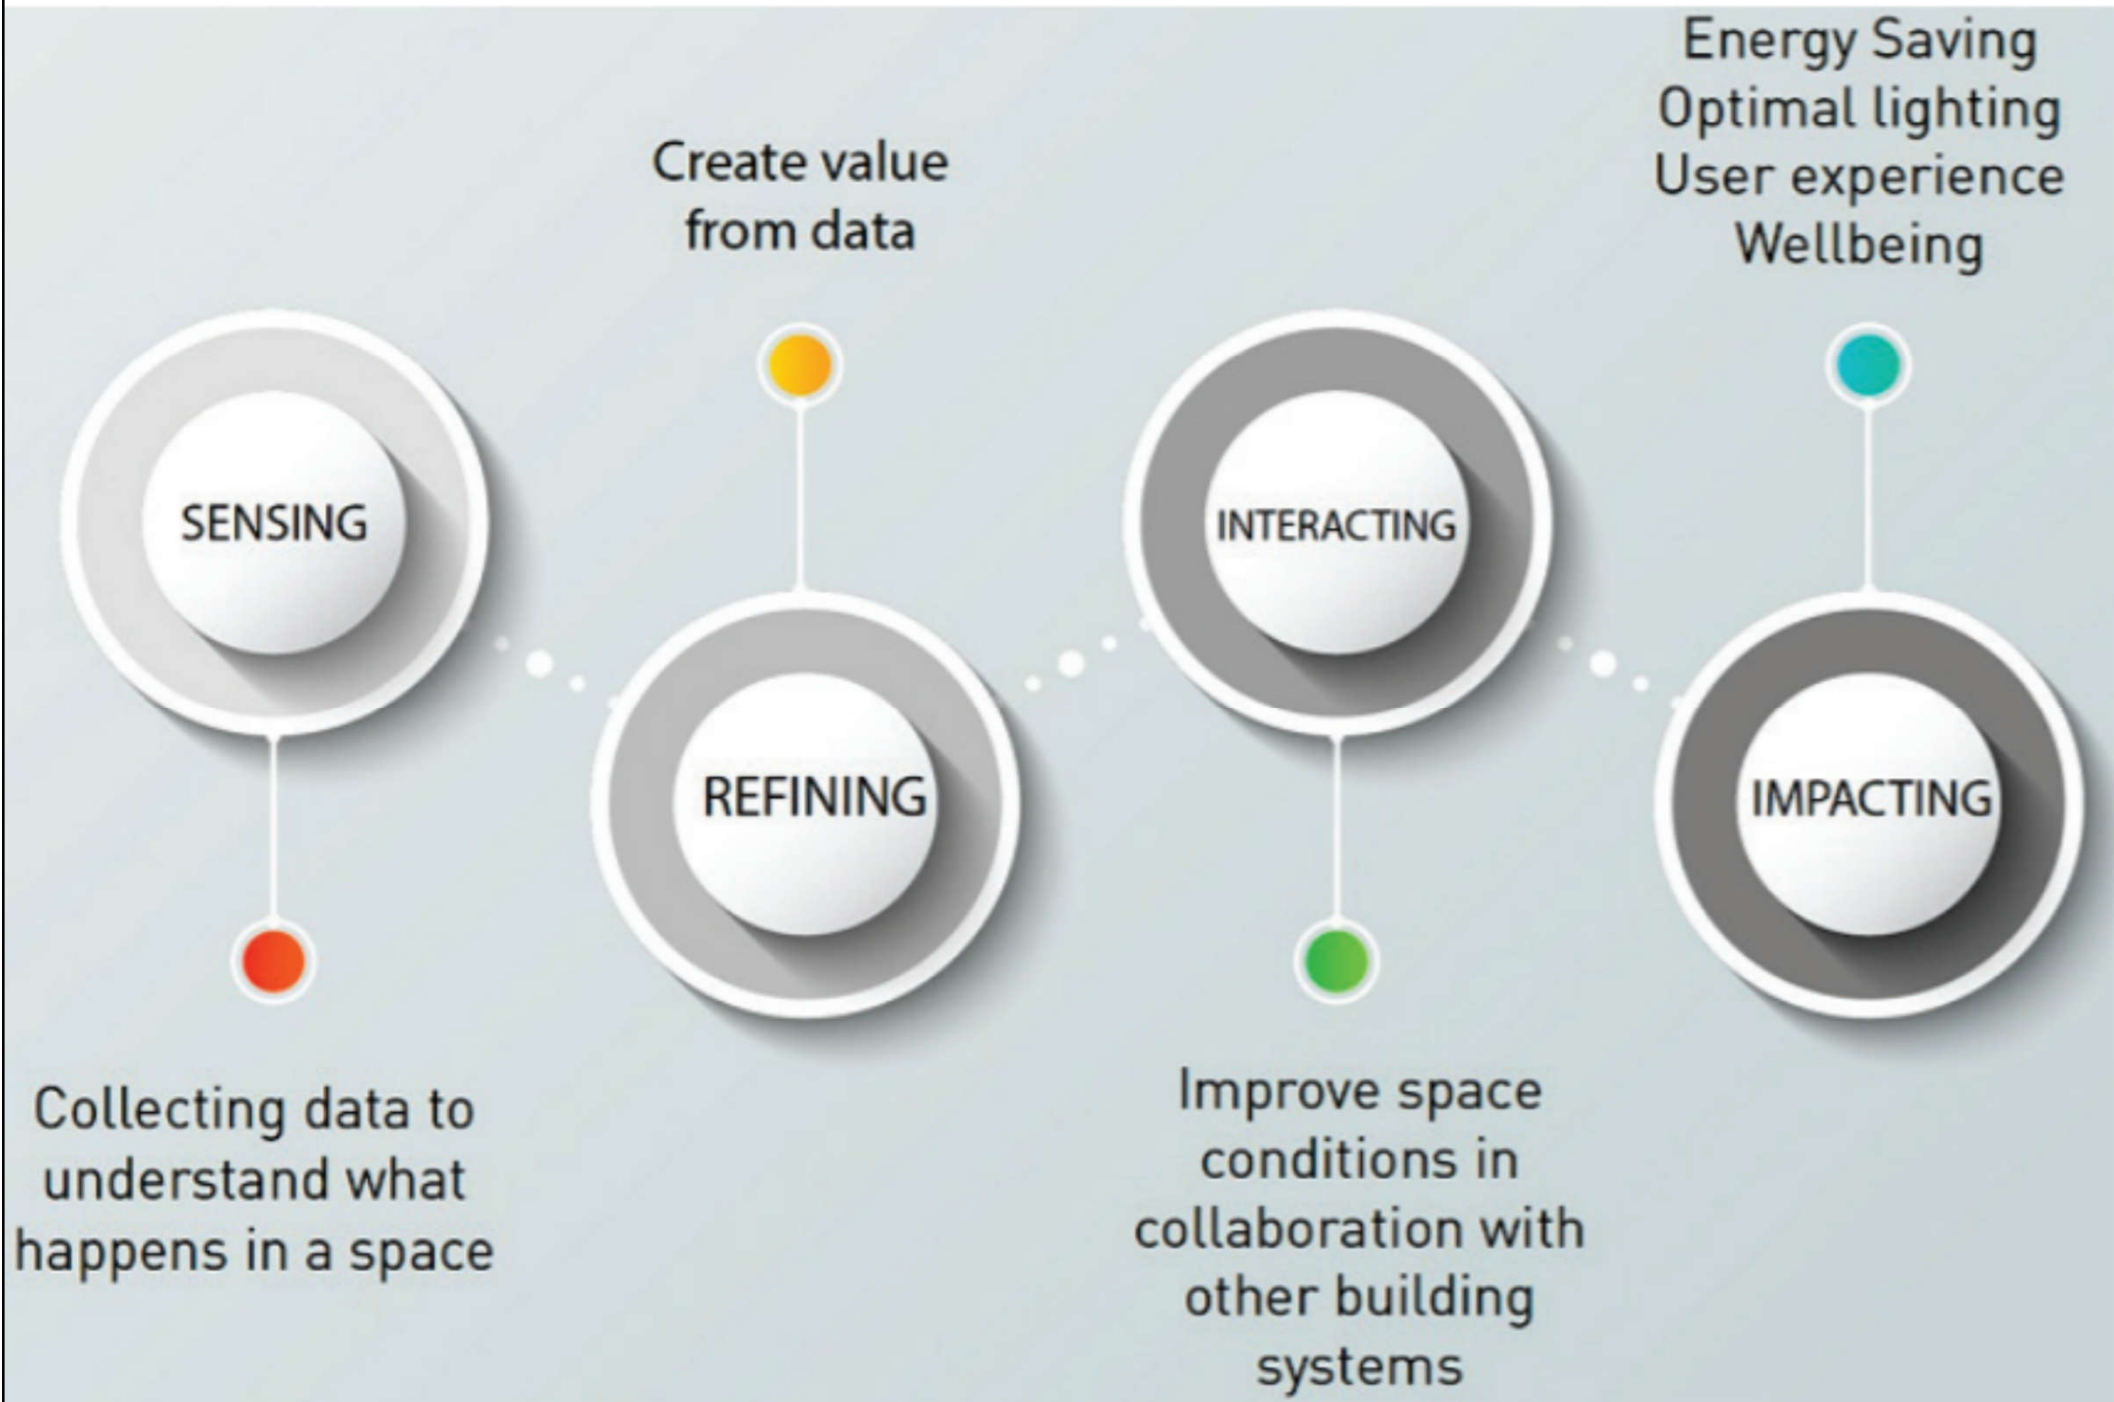 SENSING
Collecting data to
understand what
happens in a space
Create value
from data
REFINING
INTERACTING
Improve space
conditions in
collaboration with
other building
systems
Energy Saving
Optimal lighting
User experience
Wellbeing
IMPACTING